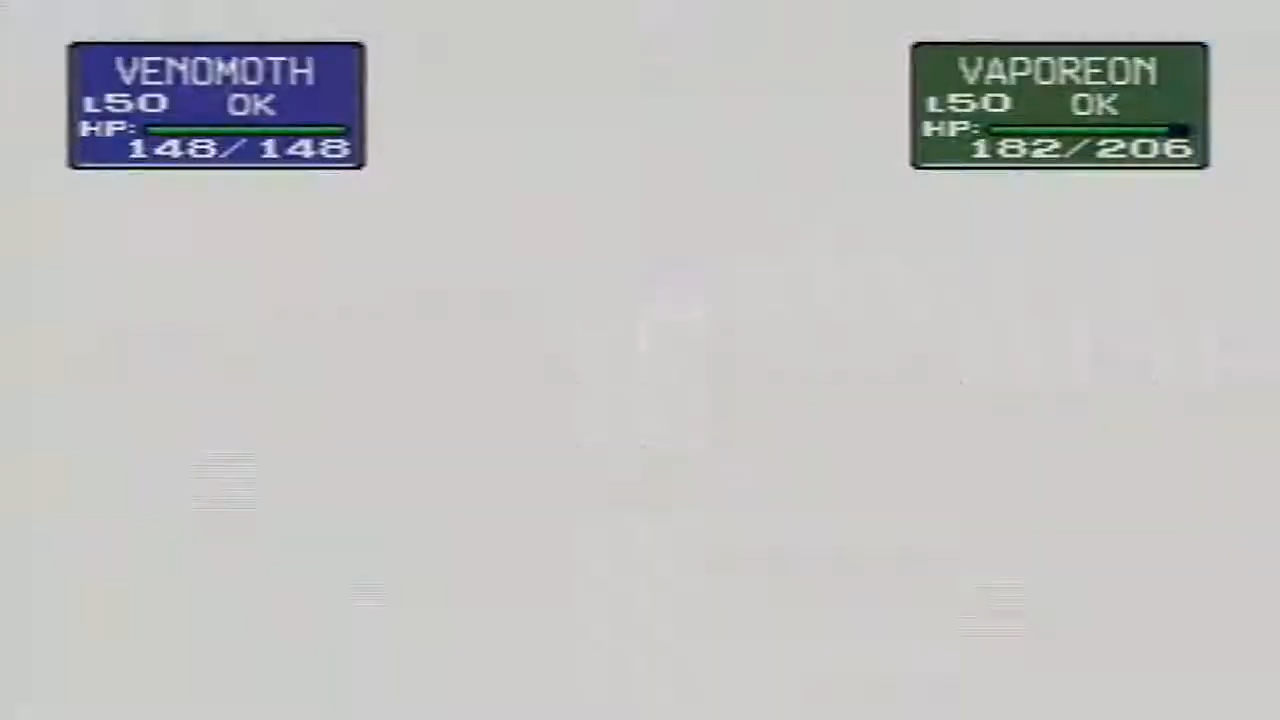 VENOMOTH
L50 OK
HP:
148/148
VAPOREON
L50 OK
HP:
182/206